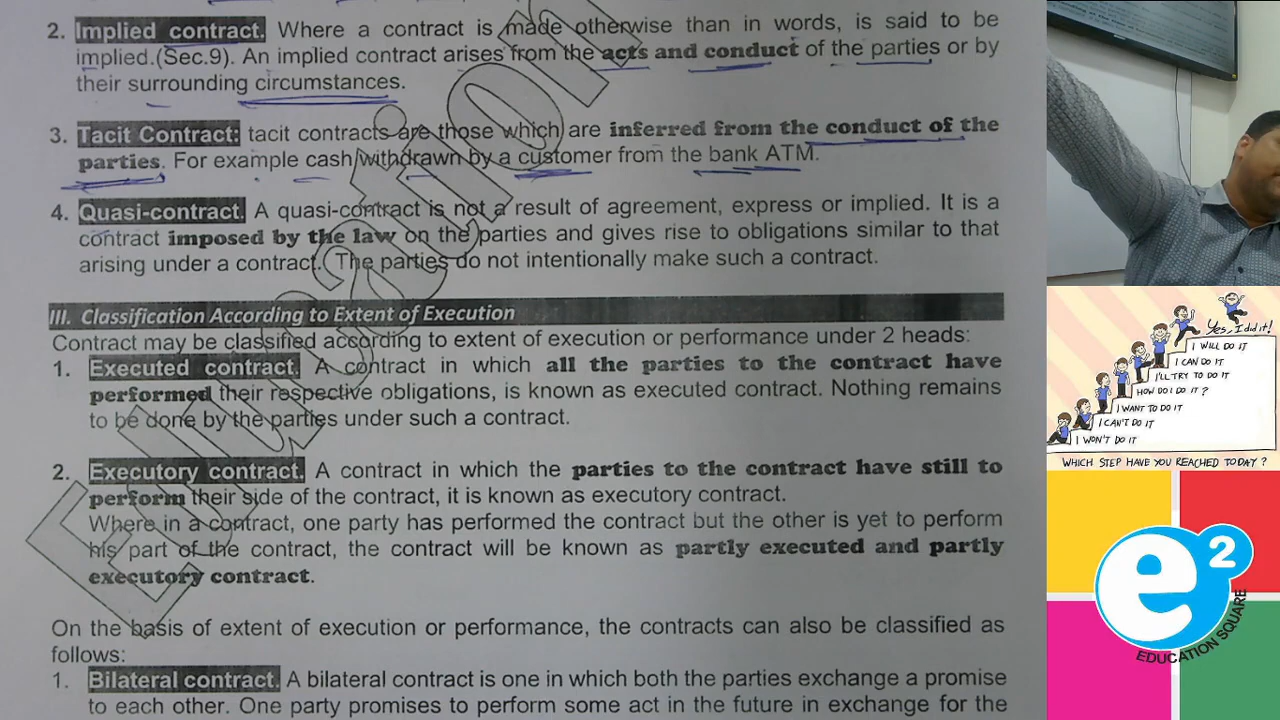 2. Implied contract. Where a contract is made otherwise than in words, is said to be
implied.(Sec.9). An implied contract arises from the acts and conduct of the parties or by
their surrounding circumstances.
3. Tacit Contract: tacit contracts are those which are inferred from the conduct of the
parties. For example cash withdrawn by a customer from the bank ATM.
4. Quasi-contract. A quasi-contract is not a result of agreement, express or implied. It is a
contract imposed by the law on the parties and gives rise to obligations similar to that
arising under a contract. The parties do not intentionally make such a contract.
III. Classification According to Extent of Execution
Contract may be classified according to extent of execution or performance under 2 heads:
1. Executed contract. A contract in which all the parties to the contract have
performed their respective obligations, is known as executed contract. Nothing remains
to be done by the parties under such a contract.
2. Executory contract. A contract in which the parties to the contract have still to
perform their side of the contract, it is known as executory contract.
Where in a contract, one party has performed the contract but the other is yet to perform
his part of the contract, the contract will be known as partly executed and partly
executory contract.
On the basis of extent of execution or performance, the contracts can also be classified as
follows:
1. Bilateral contract. A bilateral contract is one in which both the parties exchange a promise
to each other. One party promises to perform some act in the future in exchange for the
Yes, I did it!
I WILL DO IT
I CAN DO IT
I'LL TRY TO DO IT
HOW DO I DO IT ?
I WANT TO DO IT
I CAN'T DO IT
I WON'T DO IT
WHICH STEP HAVE YOU REACHED TODAY ?
e2
EDUCATION SQUARE